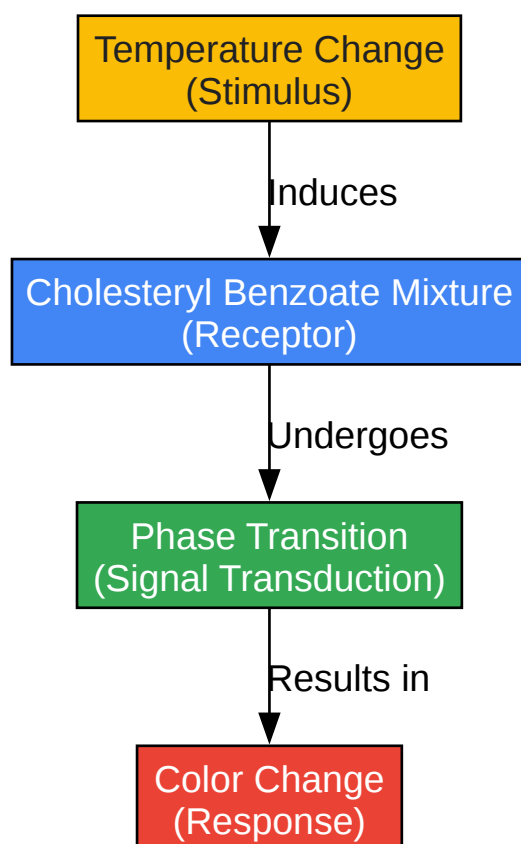 Temperature Change
(Stimulus)
Induces
Cholesteryl Benzoate Mixture
(Receptor)
Undergoes
Phase Transition
(Signal Transduction)
Results in
Color Change
(Response)